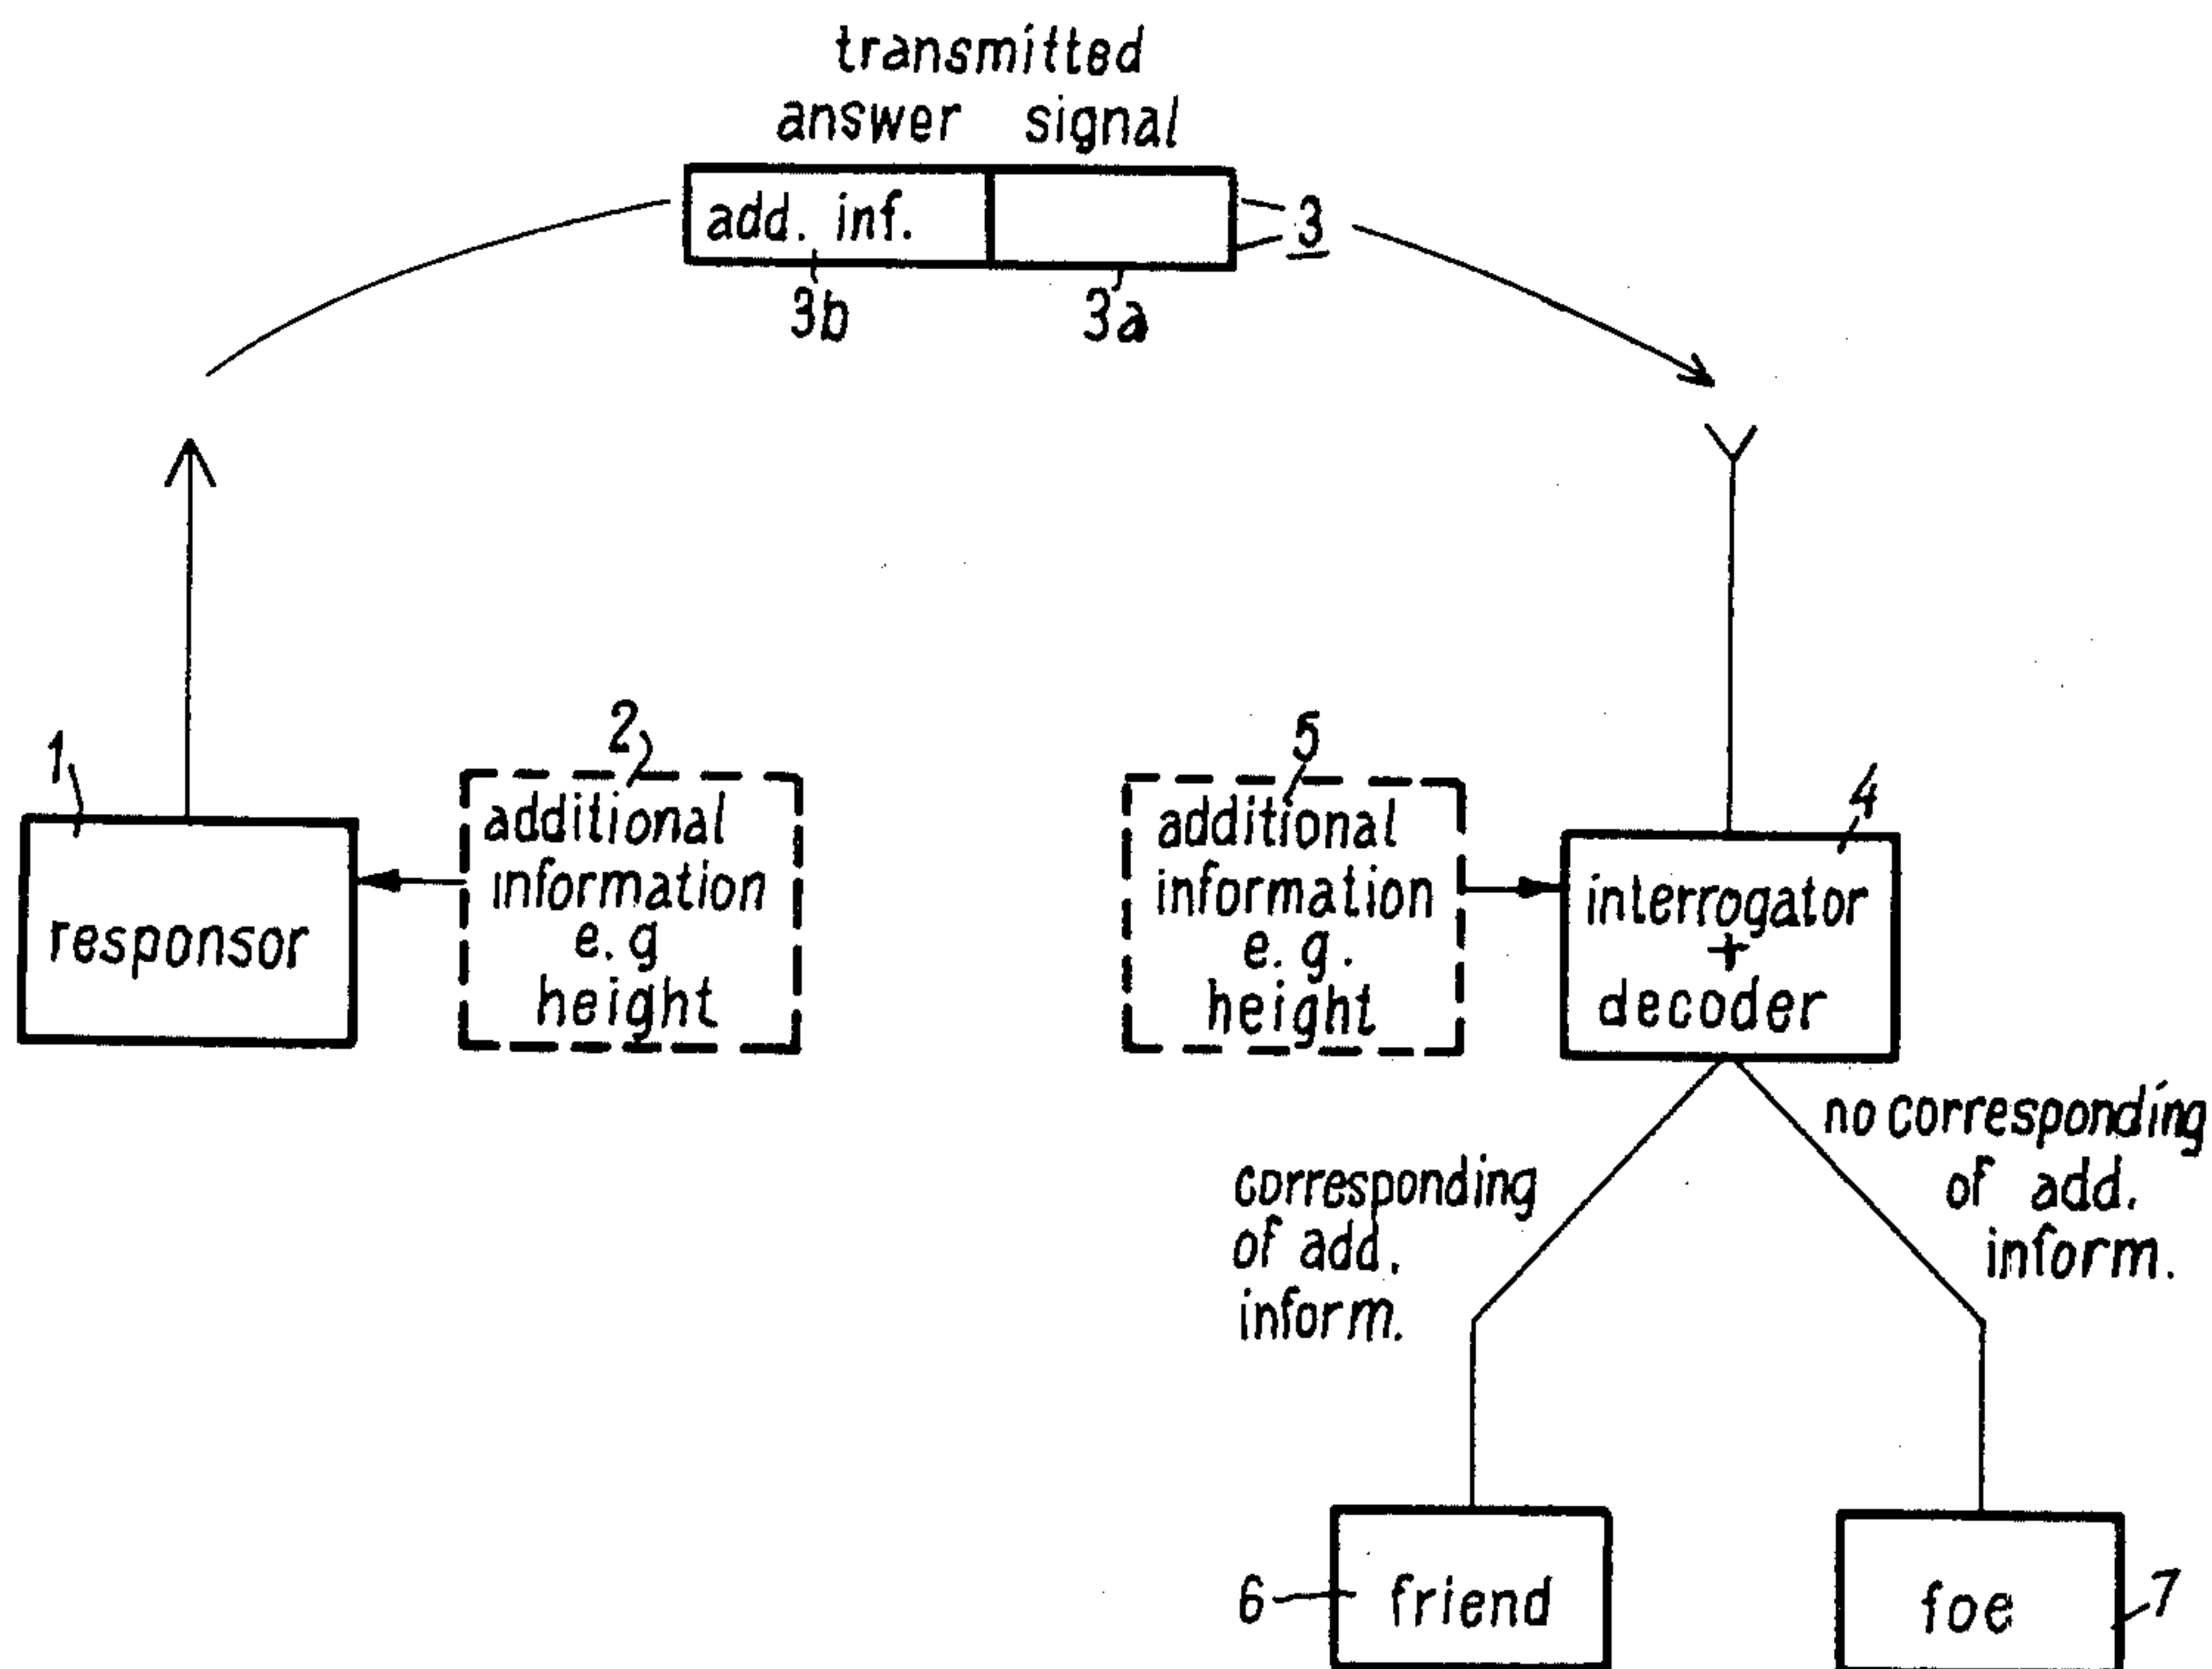 transmitted
answer signal
add. inf.
3
3b
3a
1
2
5
4
responsor
additional
information
e.g
height
additional
information
e.g.
height
interrogator
+
decoder
corresponding
of add.
inform.
no corresponding
of add.
inform.
6
friend
foe
7